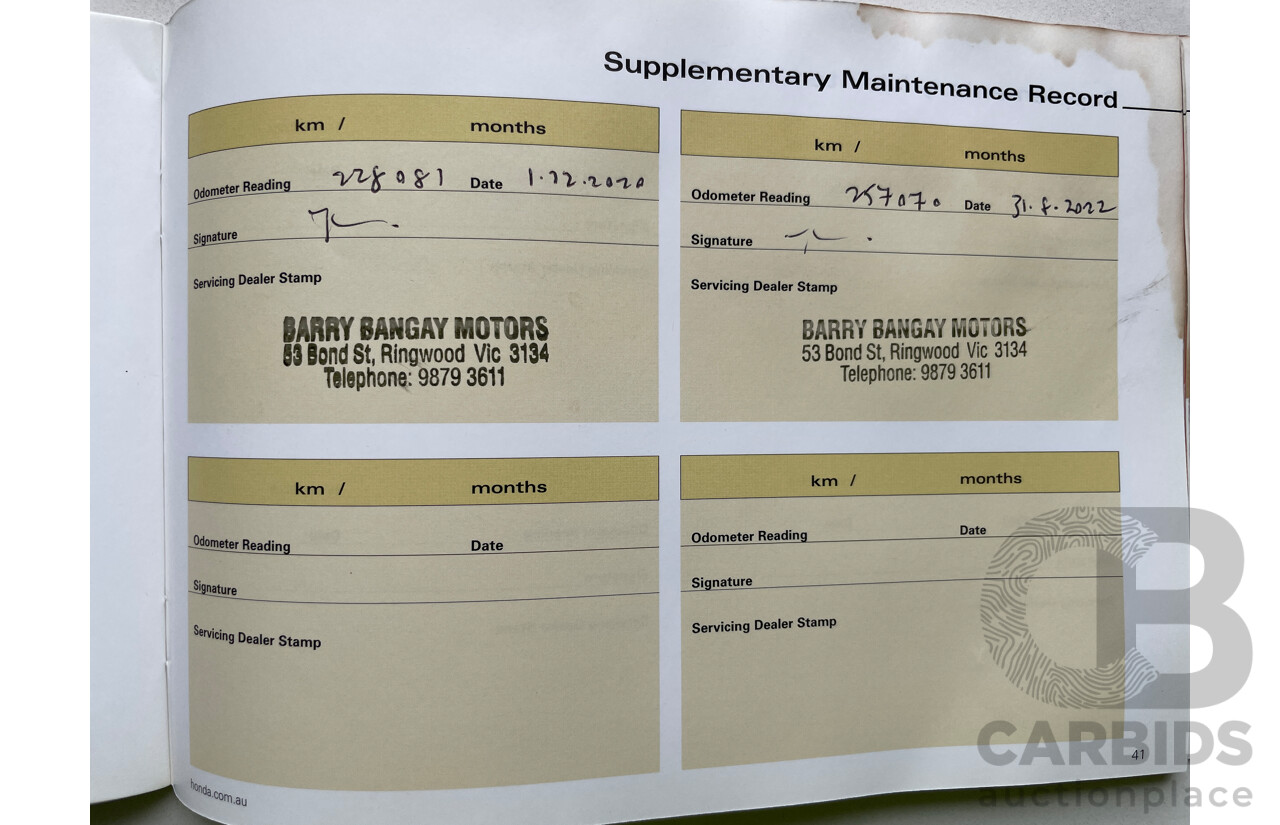 Supplementary Maintenance Record
km / months
Odometer Reading 228081 Date 1.12.2020
Signature
Servicing Dealer Stamp
BARRY BANGAY MOTORS
53 Bond St, Ringwood Vic 3134
Telephone: 9879 3611
km / months
Odometer Reading 257070 Date 31.8.2022
Signature
Servicing Dealer Stamp
BARRY BANGAY MOTORS
53 Bond St, Ringwood Vic 3134
Telephone: 9879 3611
km / months
Odometer Reading Date
Signature
Servicing Dealer Stamp
km / months
Odometer Reading Date
Signature
Servicing Dealer Stamp
honda.com.au
41
CB
CARBIDS
auctionplace